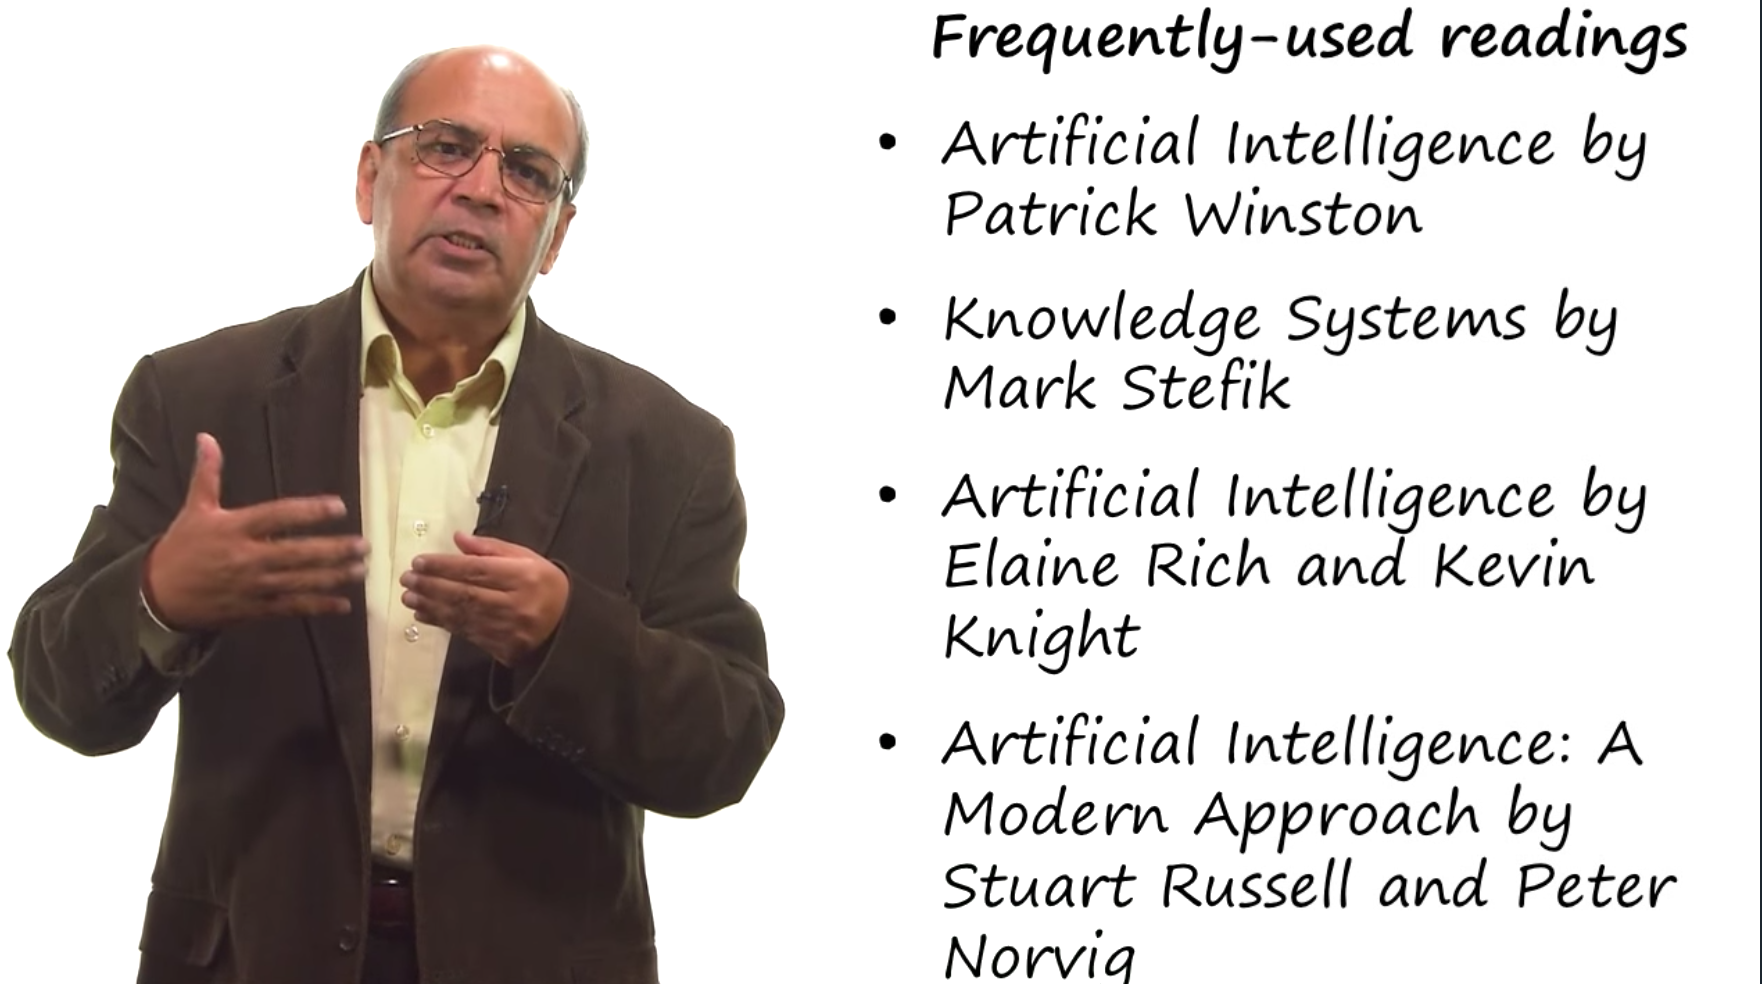 Frequently-used readings
• Artificial Intelligence by
Patrick Winston
• Knowledge Systems by
Mark Stefik
• Artificial Intelligence by
Elaine Rich and Kevin
Knight
• Artificial Intelligence: A
Modern Approach by
Stuart Russell and Peter
Norvig